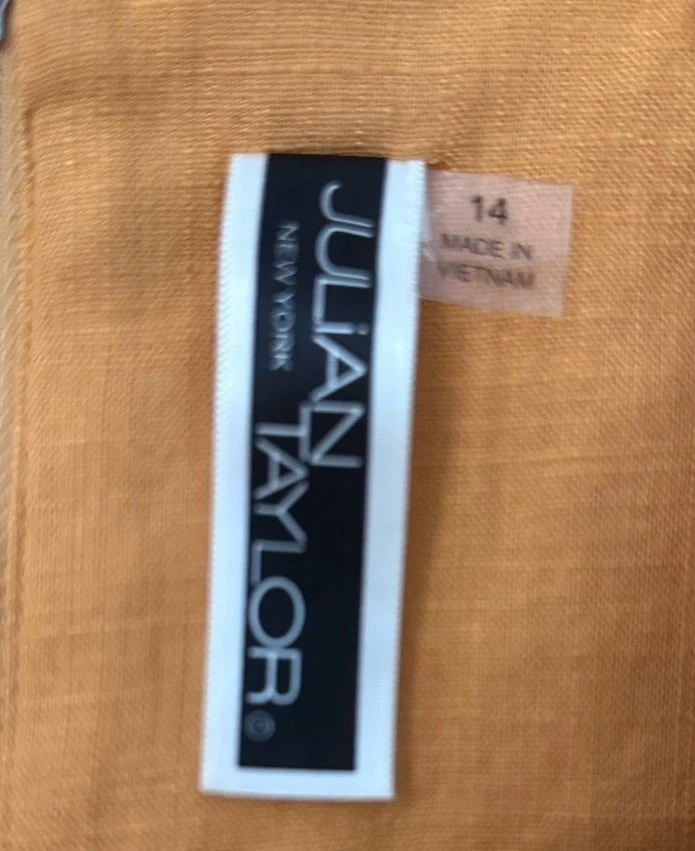 JULiAN
TAYLOR©
NEW YORK
14
MADE IN
VIETNAM